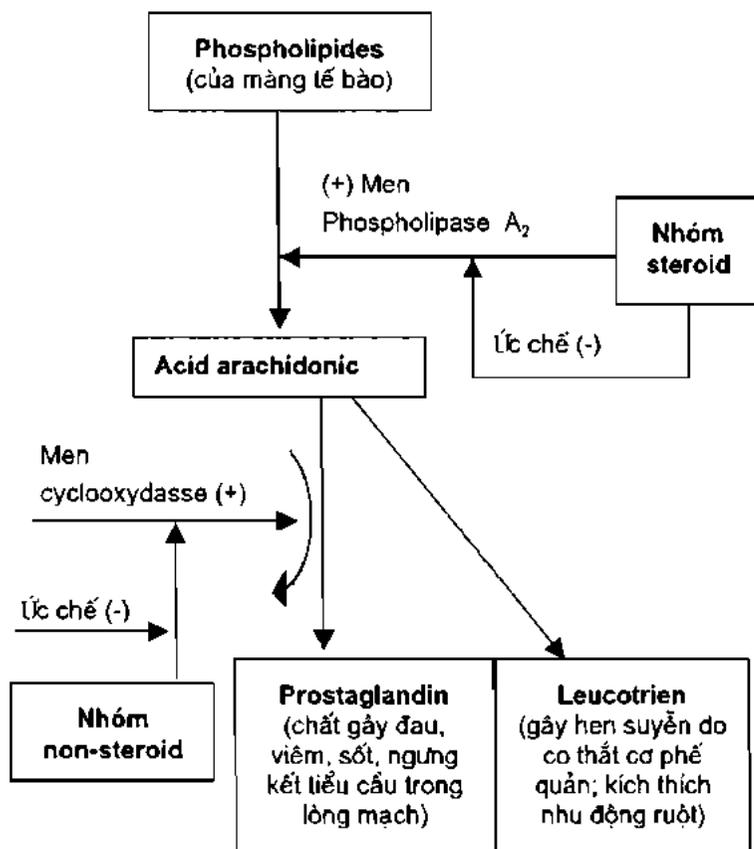 Phospholipides
(của màng tế bào)
(+) Men
Phospholipase A₂
Nhóm
steroid
Ức chế (-)
Acid arachidonic
Men
cyclooxydasse (+)
Ức chế (-)
Nhóm
non-steroid
Prostaglandin
(chất gây đau,
viêm, sốt, ngưng
kết tiểu cầu trong
lòng mạch)
Leucotrien
(gây hen suyễn do
co thắt cơ phế
quản; kích thích
nhu động ruột)